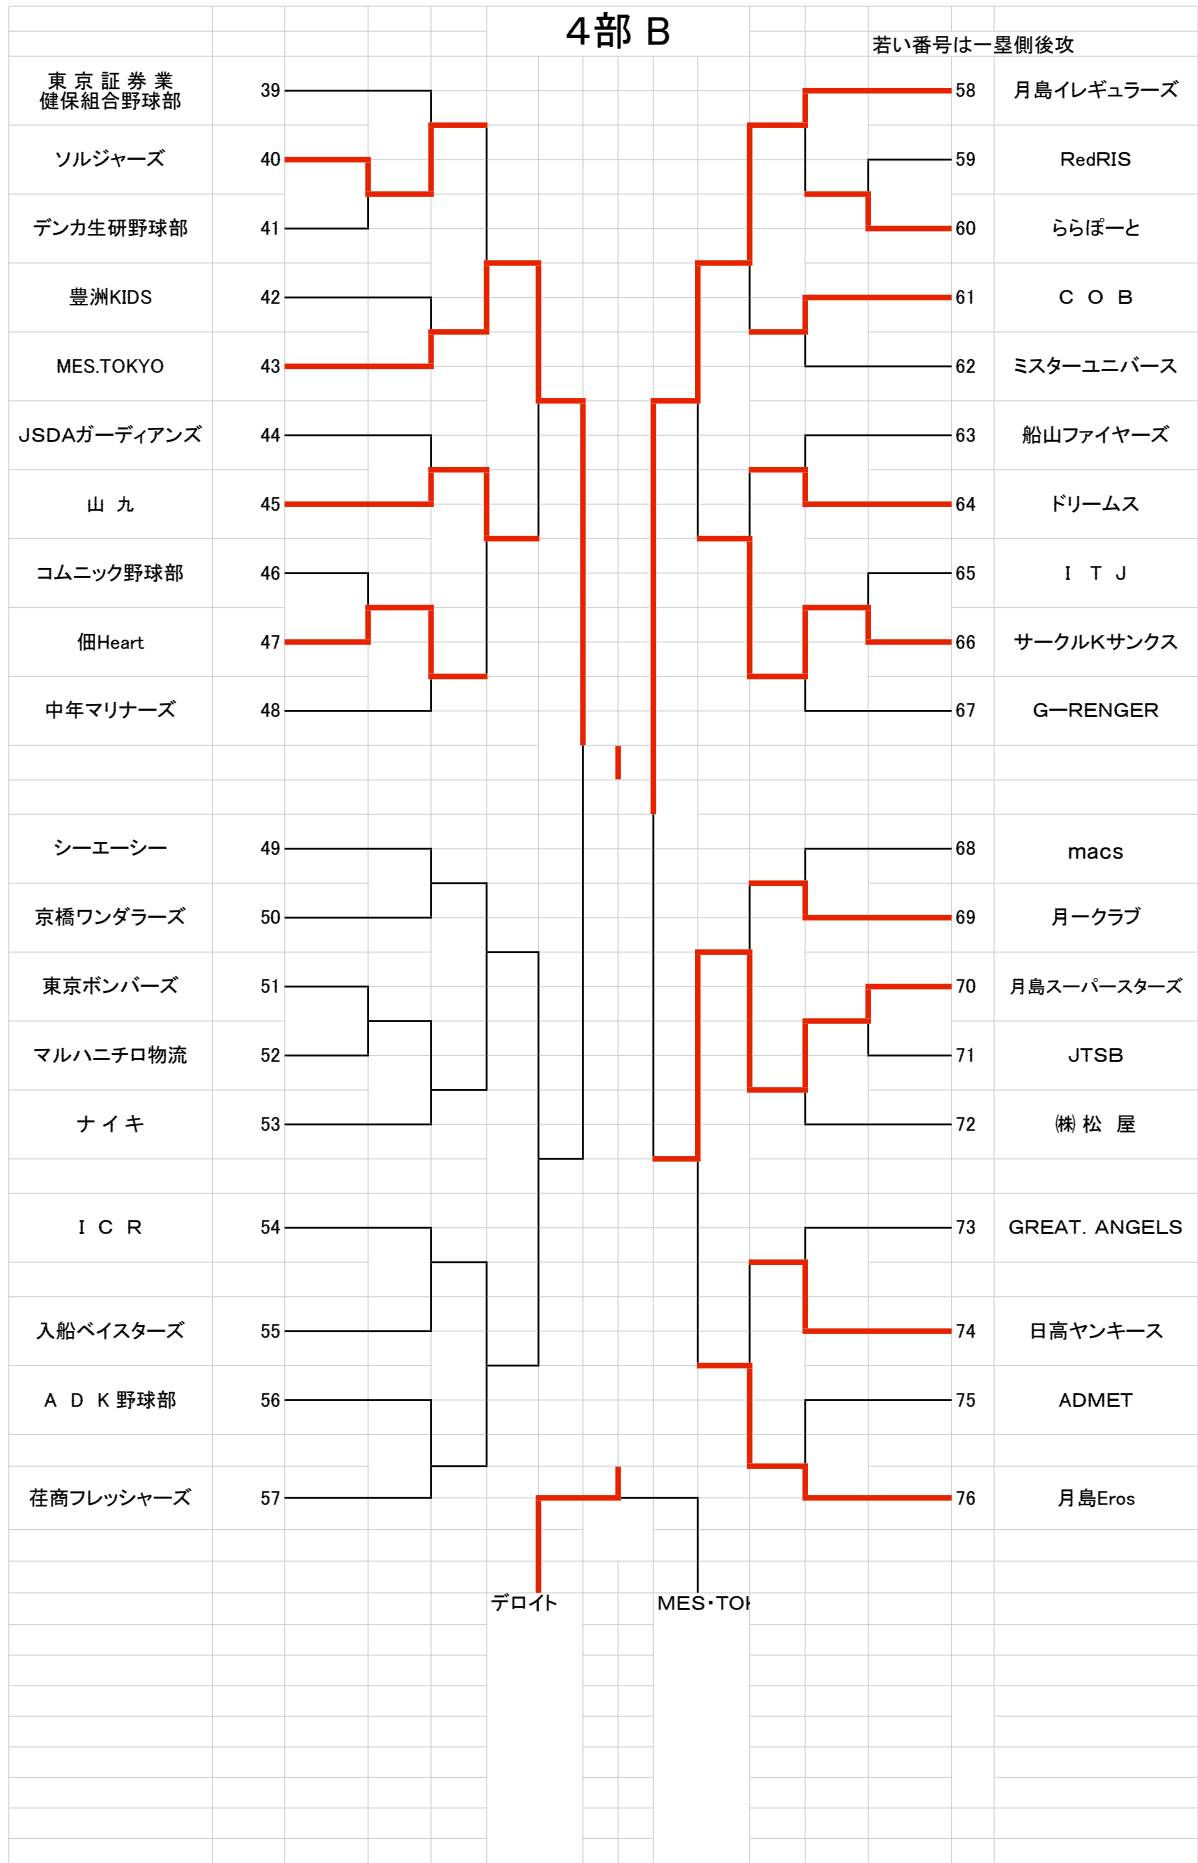 4部 B
若い番号は一塁側後攻
東 京 証 券 業
健保組合野球部
39
ソルジャーズ
40
デンカ生研野球部
41
豊洲KIDS
42
MES.TOKYO
43
JSDAガーディアンズ
44
山 九
45
コムニック野球部
46
佃Heart
47
中年マリナーズ
48
シーエーシー
49
京橋ワンダラーズ
50
東京ボンバーズ
51
マルハニチロ物流
52
ナ イ キ
53
I C R
54
入船ベイスターズ
55
A D K 野球部
56
荏商フレッシャーズ
57
58 月島イレギュラーズ
59 RedRIS
60 ららぽーと
61 C O B
62 ミスターユニバース
63 船山ファイヤーズ
64 ドリームス
65 I T J
66 サークルKサンクス
67 GーRENGER
68 macs
69 月一クラブ
70 月島スーパースターズ
71 JTSB
72 ㈱ 松 屋
73 GREAT. ANGELS
74 日高ヤンキース
75 ADMET
76 月島Eros
デロイト
MES・TO